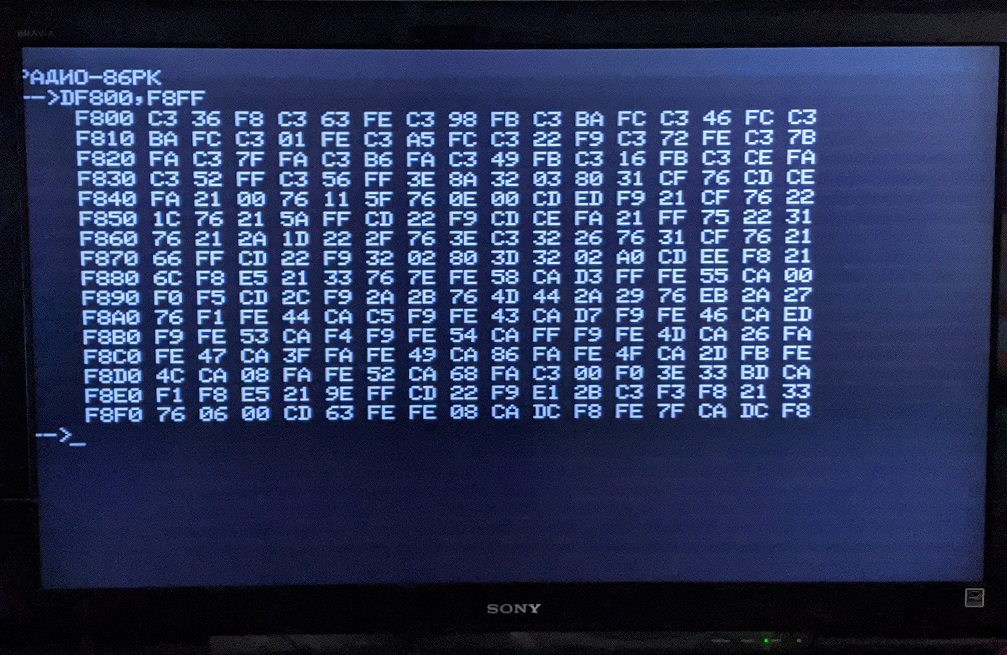 BRAVIA
РАДИО-86РК
-->DF800,F8FF
F800 C3 36 F8 C3 63 FE C3 98 FB C3 BA FC C3 46 FC C3
F810 BA FC C3 01 FE C3 A5 FC C3 22 F9 C3 72 FE C3 7B
F820 FA C3 7F FA C3 B6 FA C3 49 FB C3 16 FB C3 CE FA
F830 C3 52 FF C3 56 FF 3E 8A 32 03 80 31 CF 76 CD CE
F840 FA 21 00 76 11 5F 76 0E 00 CD ED F9 21 CF 76 22
F850 1C 76 21 5A FF CD 22 F9 CD CE FA 21 FF 75 22 31
F860 76 21 2A 1D 22 2F 76 3E C3 32 26 76 31 CF 76 21
F870 66 FF CD 22 F9 32 02 80 3D 32 02 A0 CD EE F8 21
F880 6C F8 E5 21 33 76 7E FE 58 CA D3 FF FE 55 CA 00
F890 F0 F5 CD 2C F9 2A 2B 76 4D 44 2A 29 76 EB 2A 27
F8A0 76 F1 FE 44 CA C5 F9 FE 43 CA D7 F9 FE 46 CA ED
F8B0 F9 FE 53 CA F4 F9 FE 54 CA FF F9 FE 4D CA 26 FA
F8C0 FE 47 CA 3F FA FE 49 CA 86 FA FE 4F CA 2D FB FE
F8D0 4C CA 08 FA FE 52 CA 68 FA C3 00 F0 3E 33 BD CA
F8E0 F1 F8 E5 21 9E FF CD 22 F9 E1 2B C3 F3 F8 21 33
F8F0 76 06 00 CD 63 FE FE 08 CA DC F8 FE 7F CA DC F8
-->_
SONY